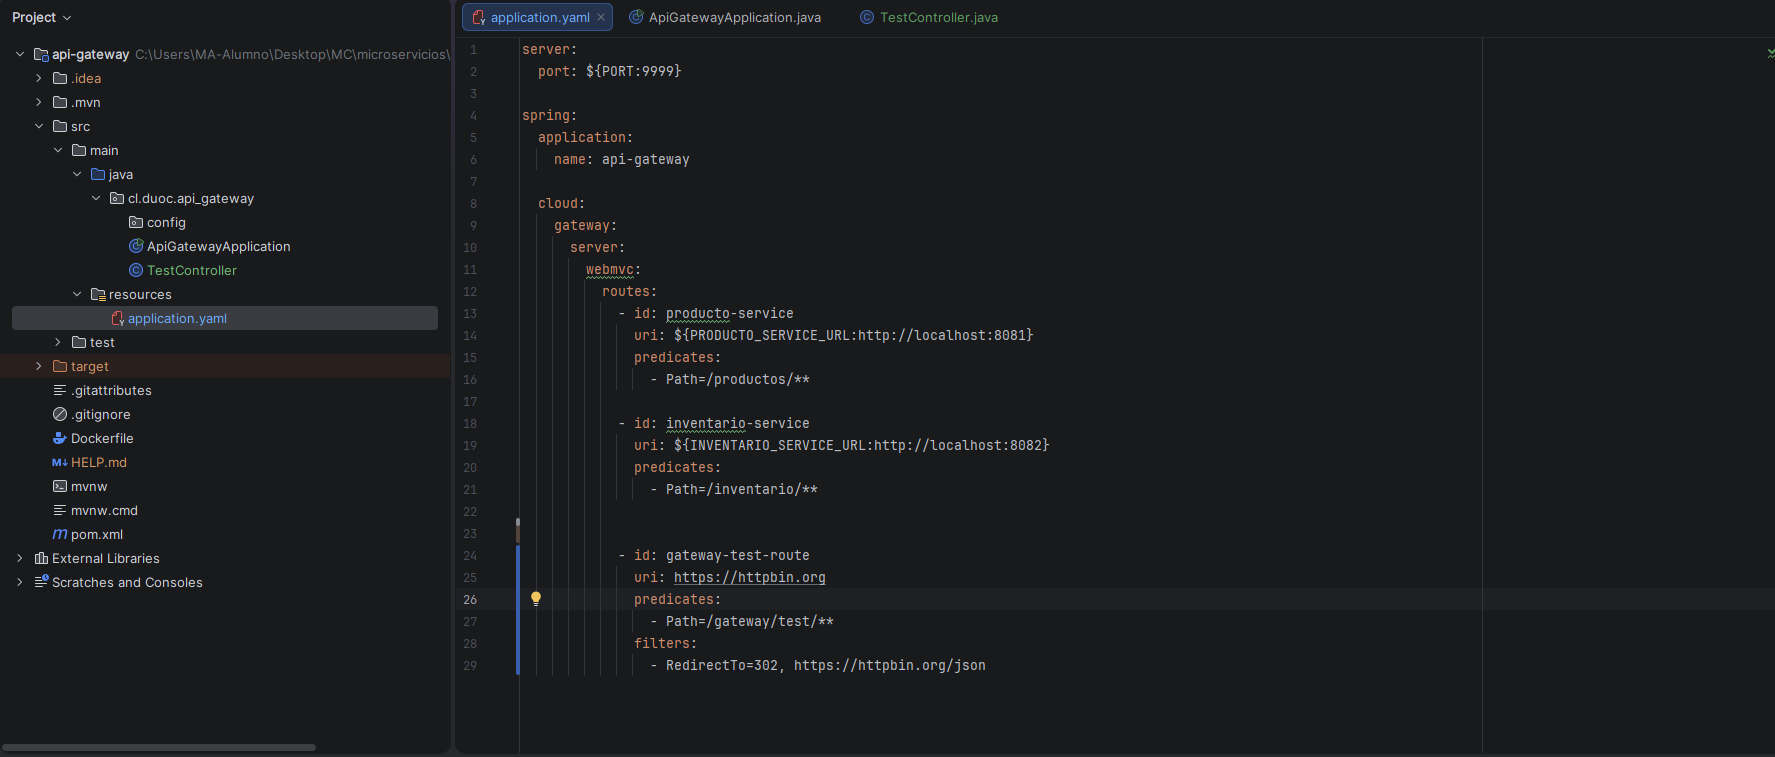 Project
api-gateway C:\Users\MA-Alumno\Desktop\MC\microservicios\
.idea
.mvn
src
main
java
cl.duoc.api_gateway
config
ApiGatewayApplication
TestController
resources
application.yaml
test
target
.gitattributes
.gitignore
Dockerfile
HELP.md
mvnw
mvnw.cmd
pom.xml
External Libraries
Scratches and Consoles
application.yaml ApiGatewayApplication.java TestController.java
1 server:
2   port: ${PORT:9999}
3
4 spring:
5   application:
6     name: api-gateway
7
8   cloud:
9     gateway:
10       server:
11         webmvc:
12           routes:
13             - id: producto-service
14               uri: ${PRODUCTO_SERVICE_URL:http://localhost:8081}
15               predicates:
16                 - Path=/productos/**
17
18             - id: inventario-service
19               uri: ${INVENTARIO_SERVICE_URL:http://localhost:8082}
20               predicates:
21                 - Path=/inventario/**
22
23
24             - id: gateway-test-route
25               uri: https://httpbin.org
26               predicates:
27                 - Path=/gateway/test/**
28               filters:
29                 - RedirectTo=302, https://httpbin.org/json